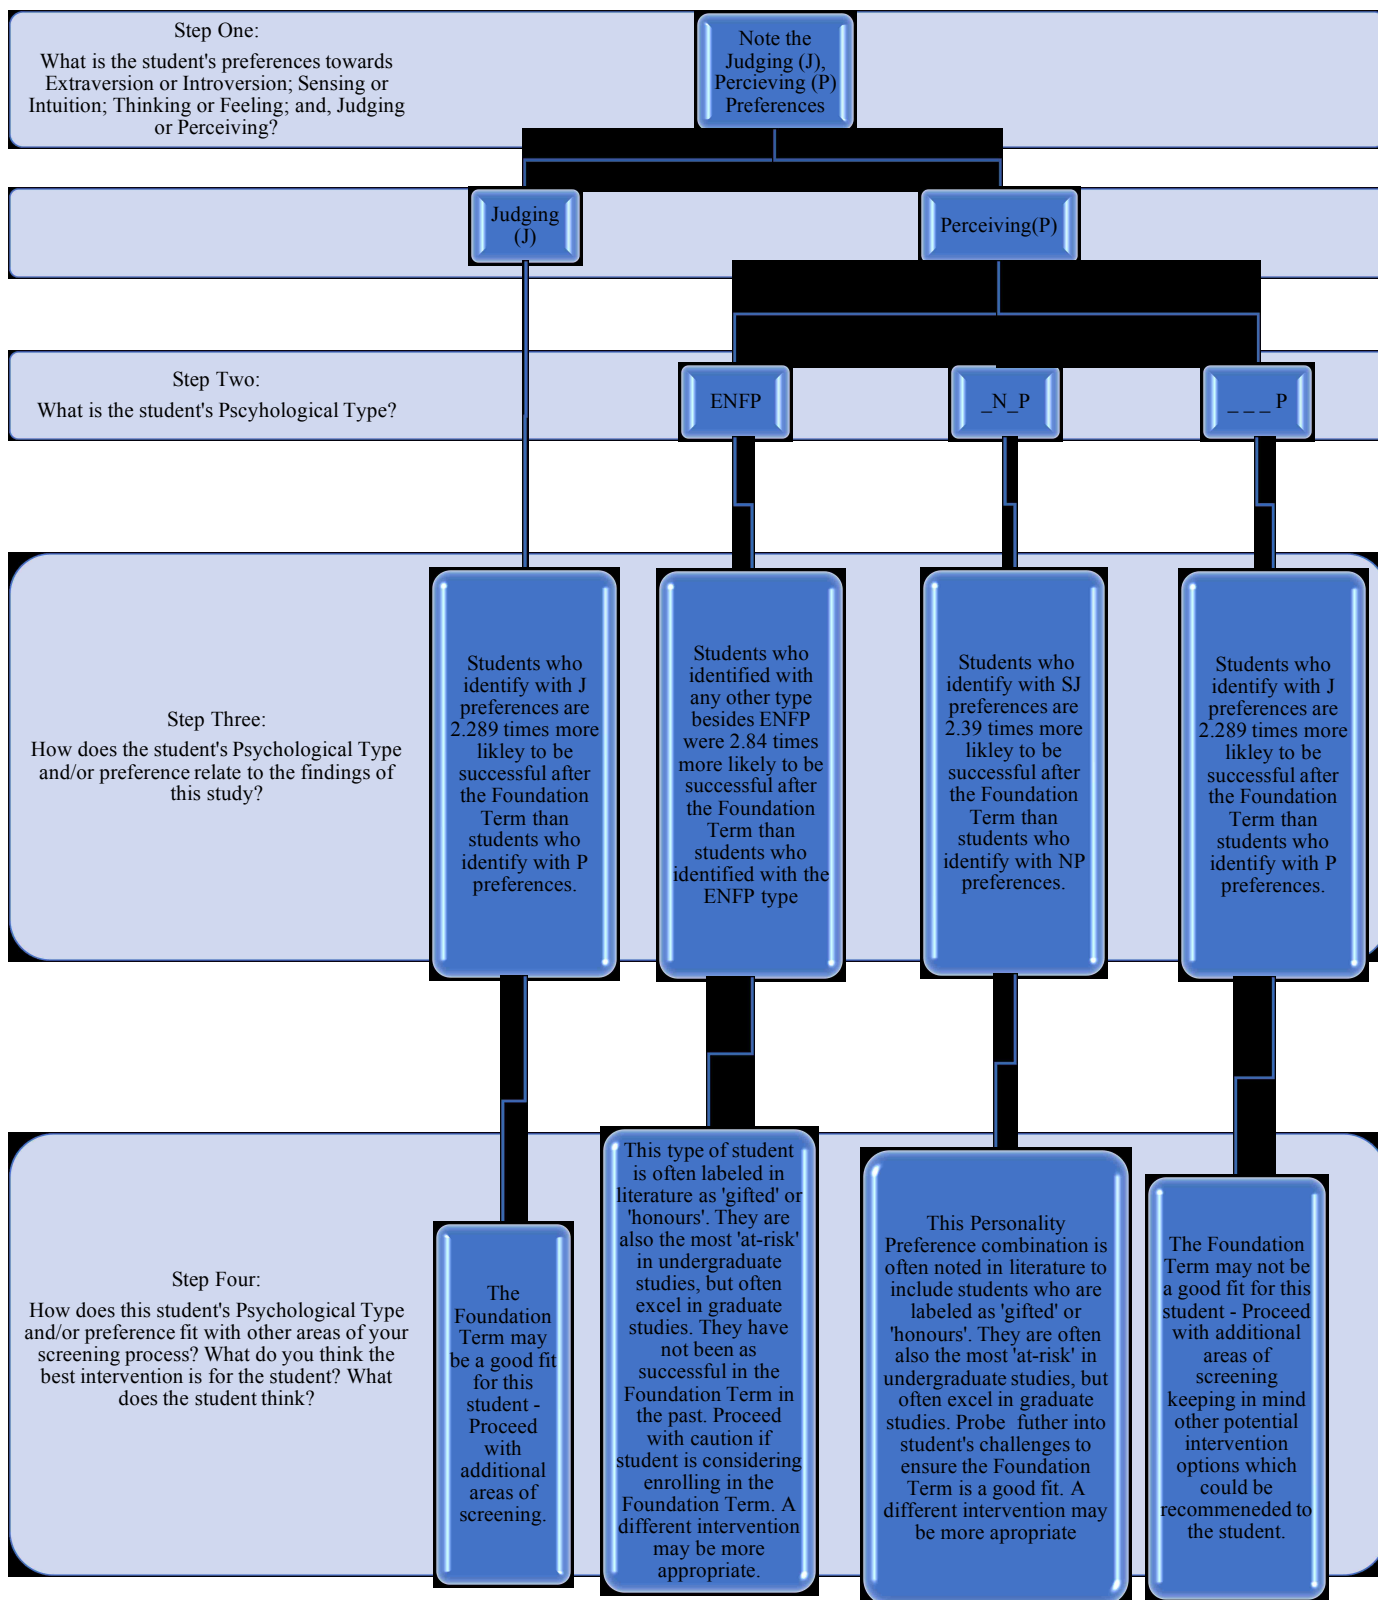 Step One:
What is the student's preferences towards
Extraversion or Introversion; Sensing or
Intuition; Thinking or Feeling; and, Judging
or Perceiving?
Note the
Judging (J),
Percieving (P)
Preferences
Judging
(J)
Perceiving(P)
Step Two:
What is the student's Pscyhological Type?
ENFP
_N_P
_ _ _ P
Step Three:
How does the student's Psychological Type
and/or preference relate to the findings of
this study?
Students who
identify with J
preferences are
2.289 times more
likley to be
successful after
the Foundation
Term than
students who
identify with P
preferences.
Students who
identified with
any other type
besides ENFP
were 2.84 times
more likely to be
successful after
the Foundation
Term than
students who
identified with the
ENFP type
Students who
identify with SJ
preferences are
2.39 times more
likley to be
successful after
the Foundation
Term than
students who
identify with NP
preferences.
Students who
identify with J
preferences are
2.289 times more
likley to be
successful after
the Foundation
Term than
students who
identify with P
preferences.
Step Four:
How does this student's Psychological Type
and/or preference fit with other areas of your
screening process? What do you think the
best intervention is for the student? What
does the student think?
The
Foundation
Term may
be a good fit
for this
student -
Proceed
with
additional
areas of
screening.
This type of student
is often labeled in
literature as 'gifted' or
'honours'. They are
also the most 'at-risk'
in undergraduate
studies, but often
excel in graduate
studies. They have
not been as
successful in the
Foundation Term in
the past. Proceed
with caution if
student is considering
enrolling in the
Foundation Term. A
different intervention
may be more
appropriate.
This Personality
Preference combination is
often noted in literature to
include students who are
labeled as 'gifted' or
'honours'. They are often
also the most 'at-risk' in
undergraduate studies, but
often excel in graduate
studies. Probe  futher into
student's challenges to
ensure the Foundation
Term is a good fit. A
different intervention may
be more apropriate
The Foundation
Term may not be
a good fit for this
student - Proceed
with additional
areas of
screening
keeping in mind
other potential
intervention
options which
could be
recommeneded to
the student.